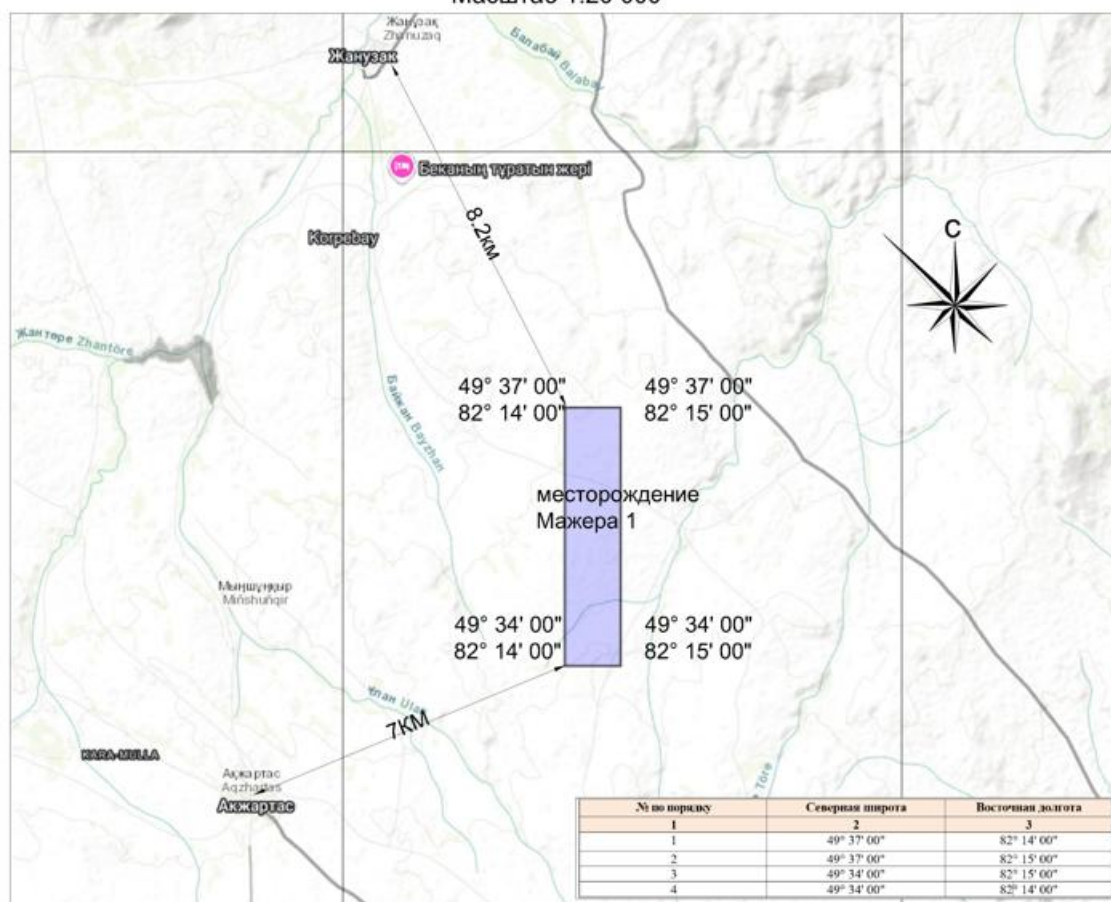 Масштаб 1:20 000
Жанұзақ
Zhanuzaq
Жанузак
Балабай Balabay
Беканың тұратын жері
Korpebay
8.2км
С
Жантөре Zhantöre
49° 37' 00"
82° 14' 00"
49° 37' 00"
82° 15' 00"
Байжан Bayzhan
месторождение
Мажера 1
Мыңшұңқыр
Mińshuńqir
49° 34' 00"
82° 14' 00"
49° 34' 00"
82° 15' 00"
Ulan
7КМ
KARA-MULLA
Ақжартас
Aqzhartas
Акжартас
Töre
№ по порядку Северная широта Восточная долгота
1 2 3
1 49° 37' 00" 82° 14' 00"
2 49° 37' 00" 82° 15' 00"
3 49° 34' 00" 82° 15' 00"
4 49° 34' 00" 82° 14' 00"